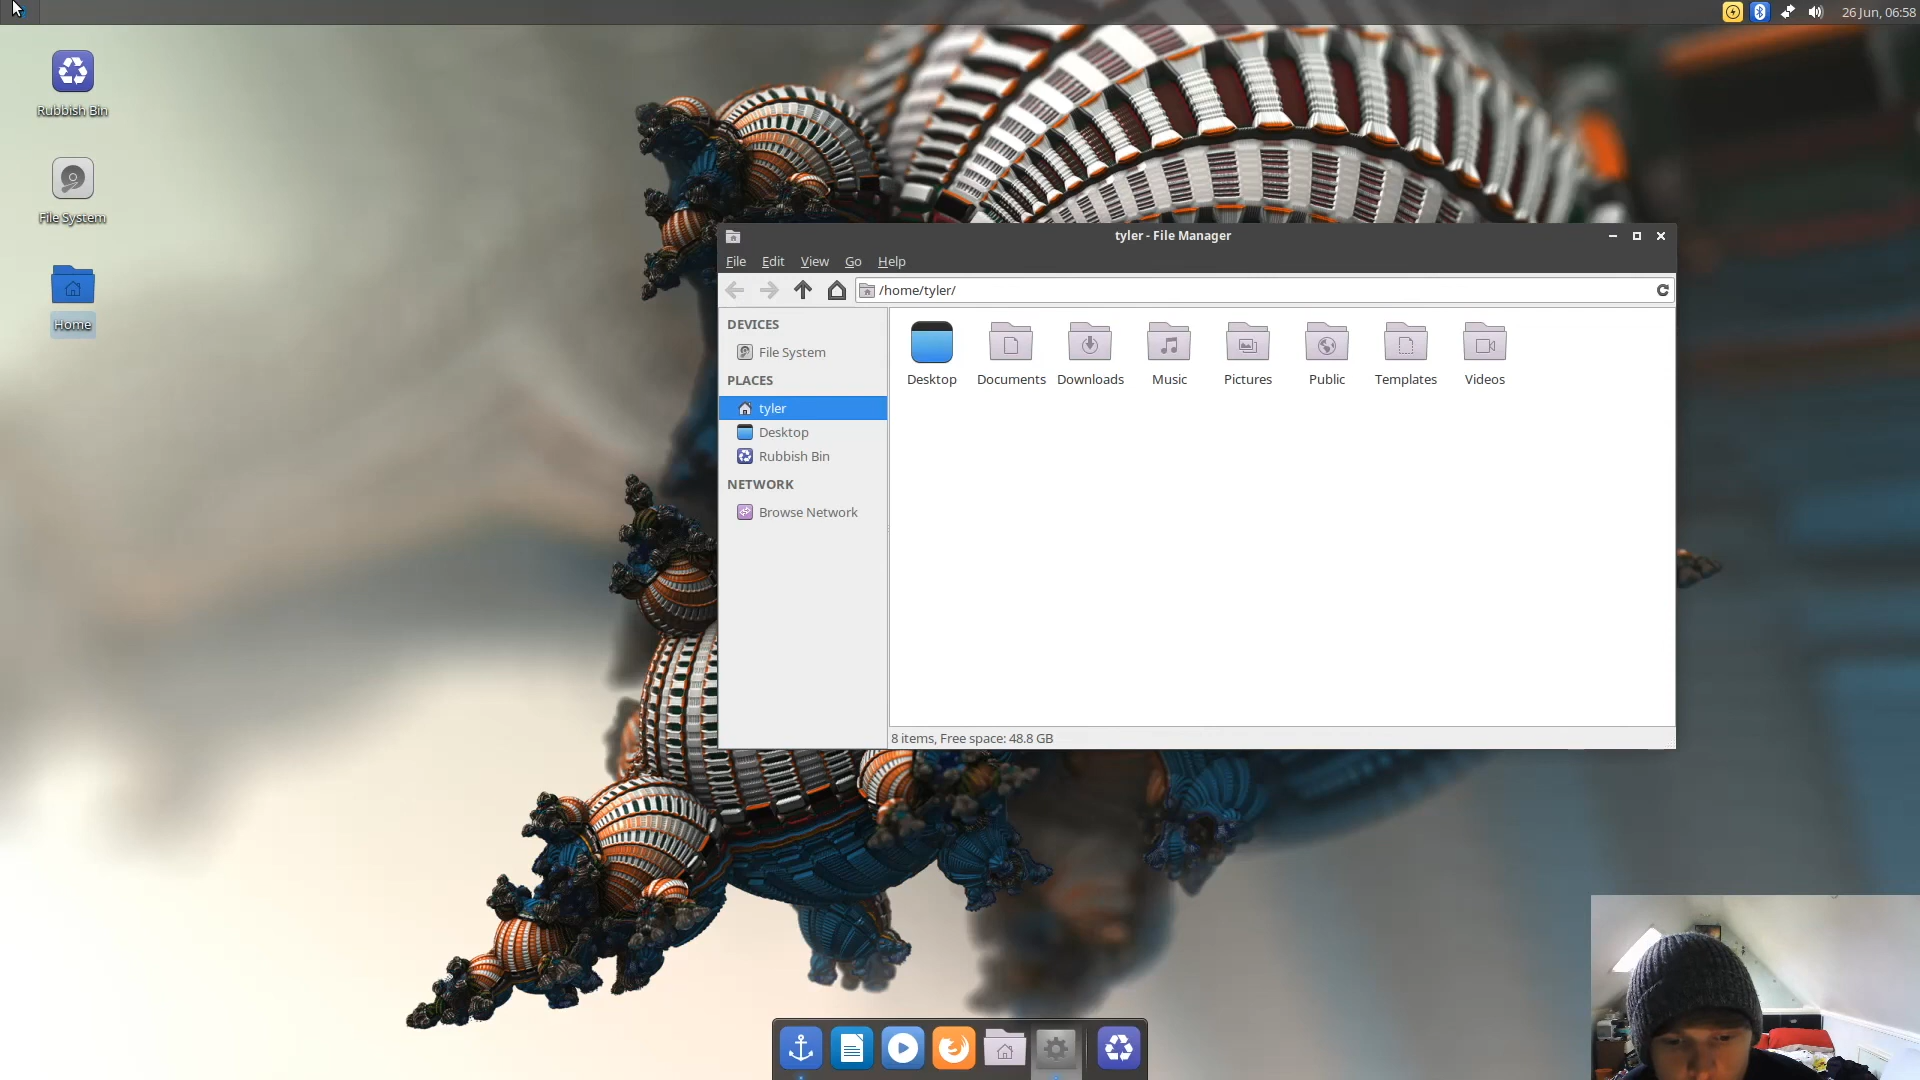 26 Jun, 06:58
Rubbish Bin
File System
Home
tyler - File Manager
File Edit View Go Help
/home/tyler/
DEVICES
File System
PLACES
tyler
Desktop
Rubbish Bin
NETWORK
Browse Network
Desktop Documents Downloads Music Pictures Public Templates Videos
8 items, Free space: 48.8 GB